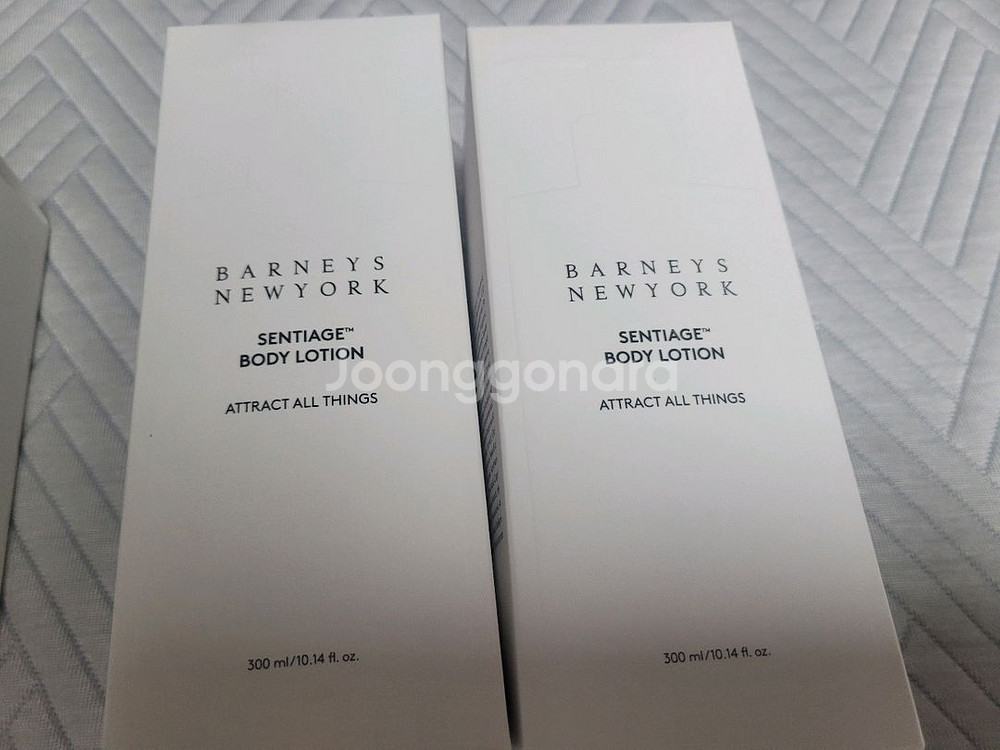 BARNEYS
NEWYORK
SENTIAGE™
BODY LOTION
ATTRACT ALL THINGS
300 ml/10.14 fl. oz.
BARNEYS
NEWYORK
SENTIAGE™
BODY LOTION
ATTRACT ALL THINGS
300 ml/10.14 fl. oz.
Joonggonara